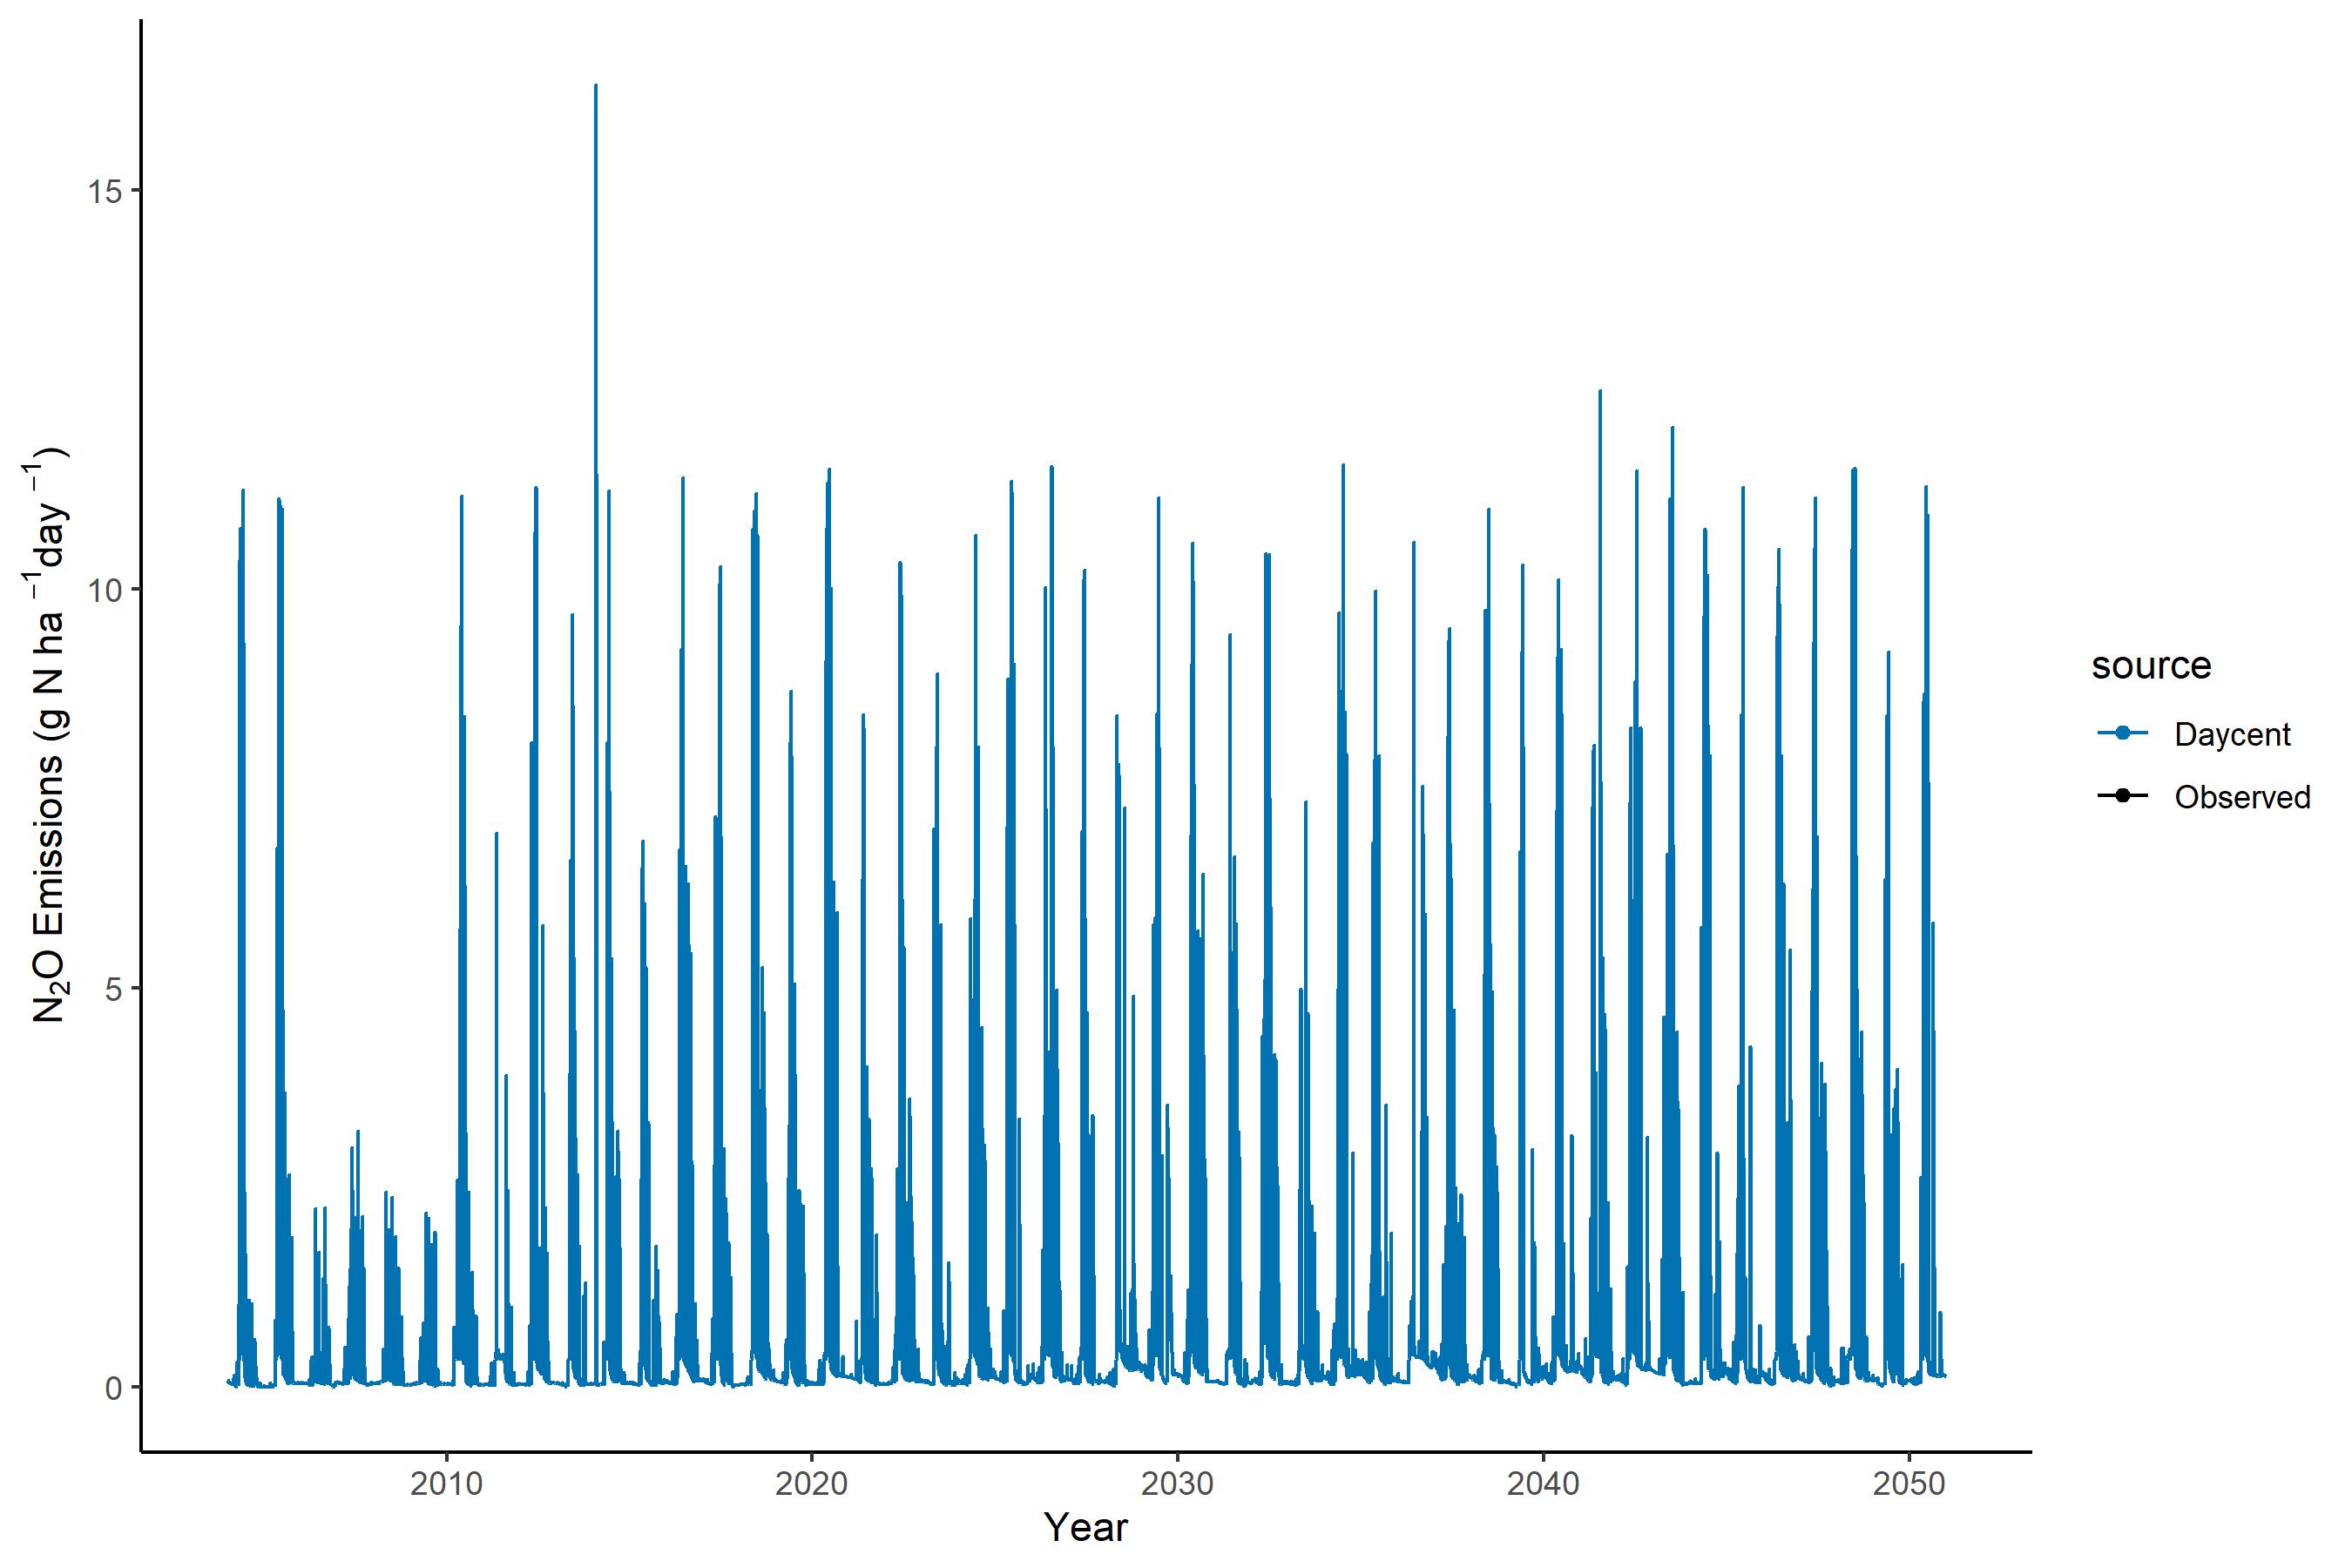 N₂O Emissions (g N ha ⁻¹day ⁻¹)
15
10
5
0
2010 2020 2030 2040 2050
Year
source
Daycent
Observed